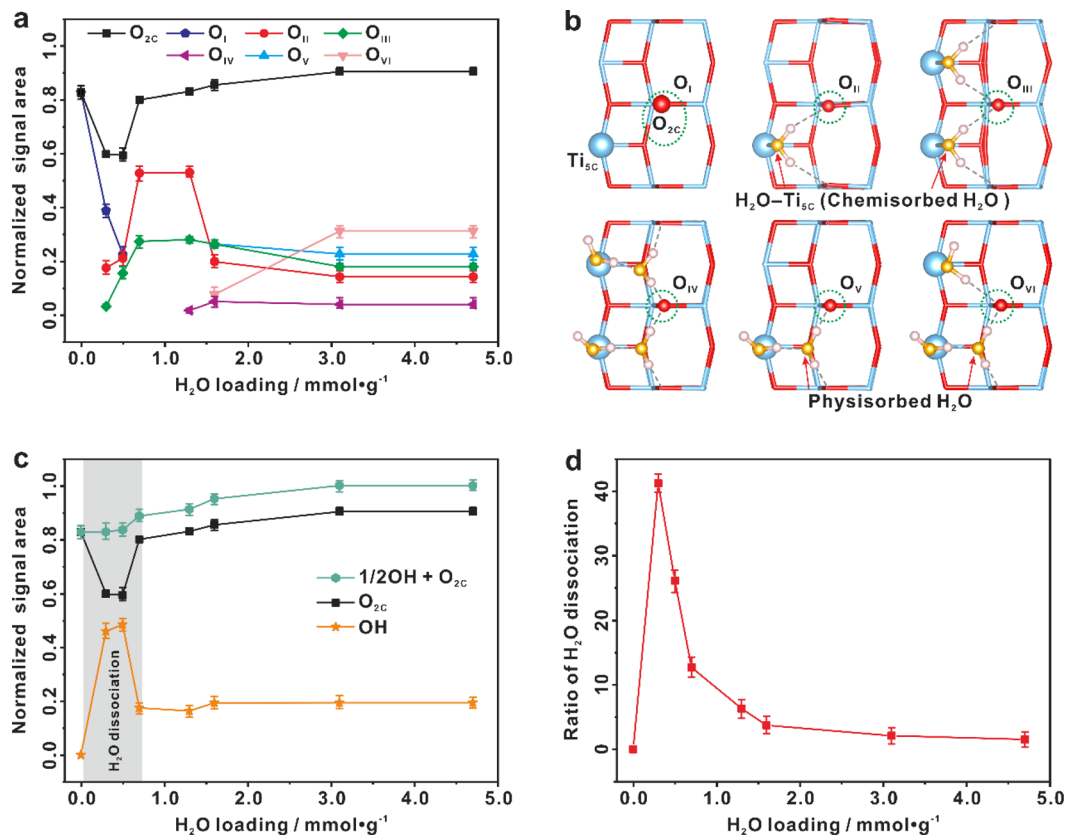 a
O2C OI OII OIII
OIV OV OVI
Normalized signal area
1.0
0.8
0.6
0.4
0.2
0.0
0.0 1.0 2.0 3.0 4.0 5.0
H2O loading / mmol•g-1
b
OI
O2C
Ti5C
OII
OIII
H2O–Ti5C (Chemisorbed H2O )
OIV
OV
OVI
Physisorbed H2O
c
Normalized signal area
1.0
0.8
0.6
0.4
0.2
0.0
H2O dissociation
1/2OH + O2C
O2C
OH
0.0 1.0 2.0 3.0 4.0 5.0
H2O loading / mmol•g-1
d
Ratio of H2O dissociation
40
30
20
10
0
0.0 1.0 2.0 3.0 4.0 5.0
H2O loading / mmol•g-1